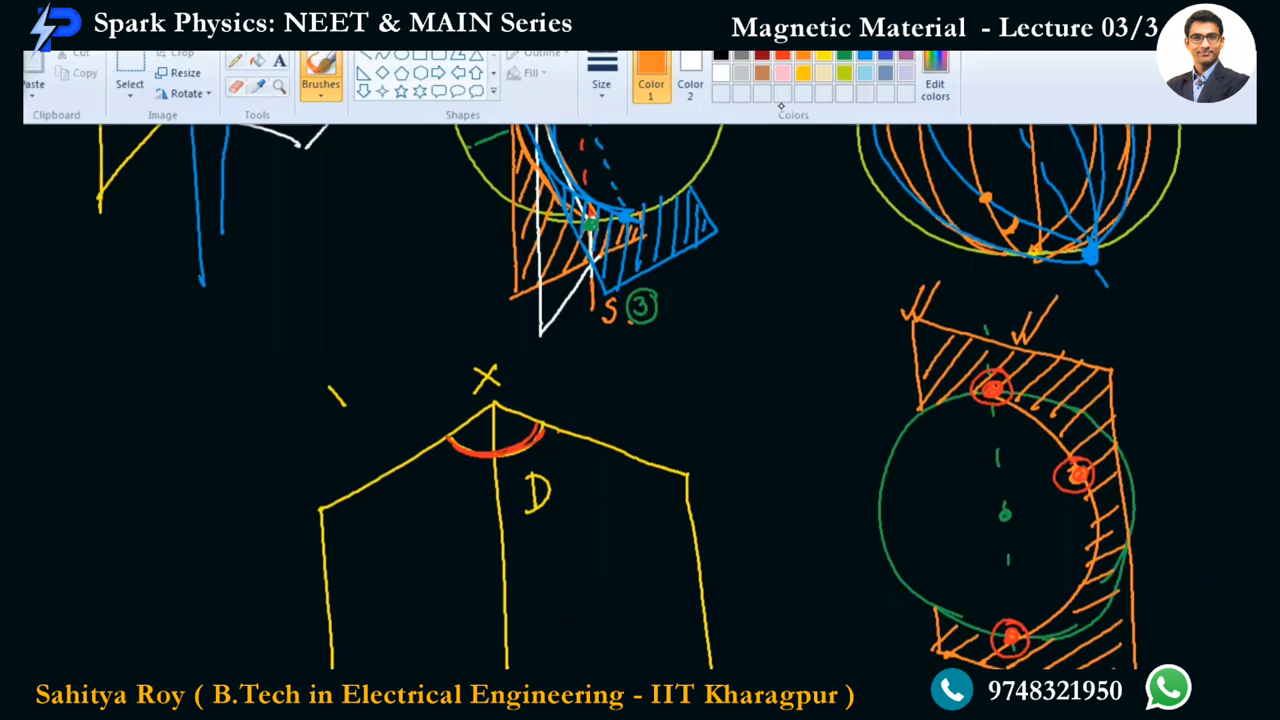 Spark Physics: NEET & MAIN Series
Magnetic Material - Lecture 03/3
Cut
Crop
Outline
Copy
Resize
Select
Rotate
A
Brushes
Fill
Size
Color 1
Color 2
Edit colors
Clipboard
Image
Tools
Shapes
Colors
S 3
X
D
Sahitya Roy ( B.Tech in Electrical Engineering - IIT Kharagpur )
9748321950